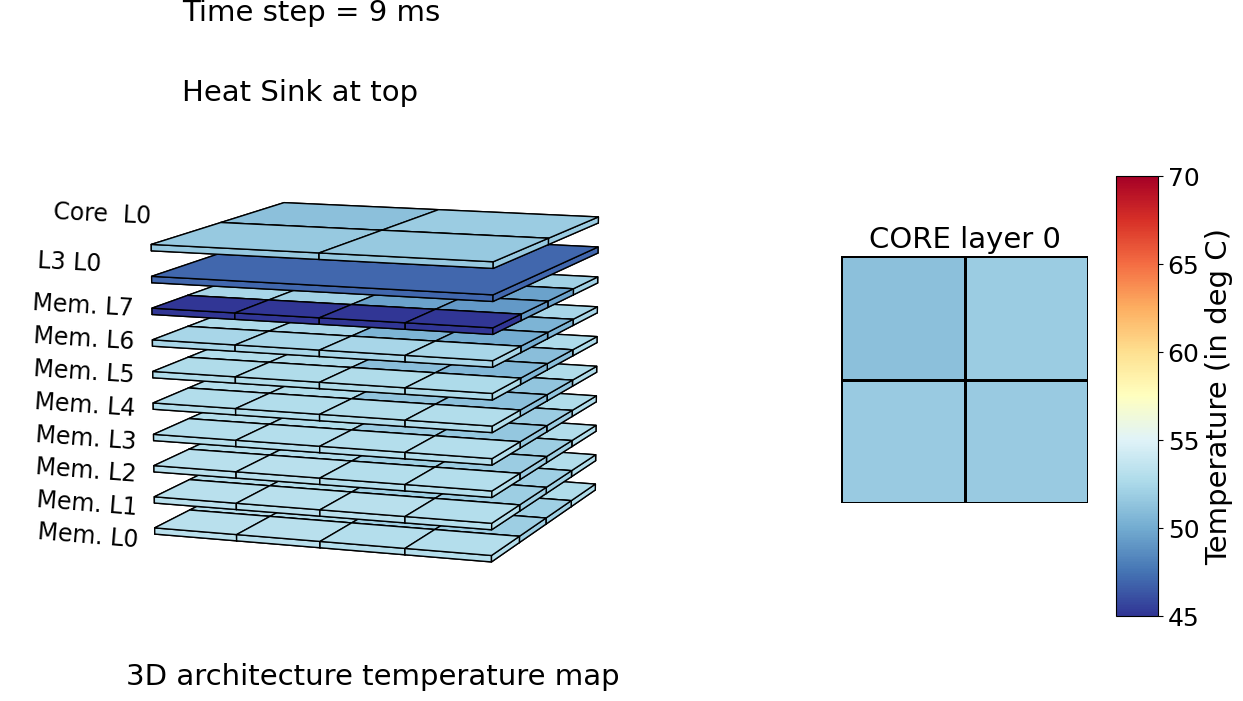 Time step = 9 ms
Heat Sink at top
Core  L0
L3 L0
Mem. L7
Mem. L6
Mem. L5
Mem. L4
Mem. L3
Mem. L2
Mem. L1
Mem. L0
3D architecture temperature map
CORE layer 0
70
65
60
55
50
45
Temperature (in deg C)